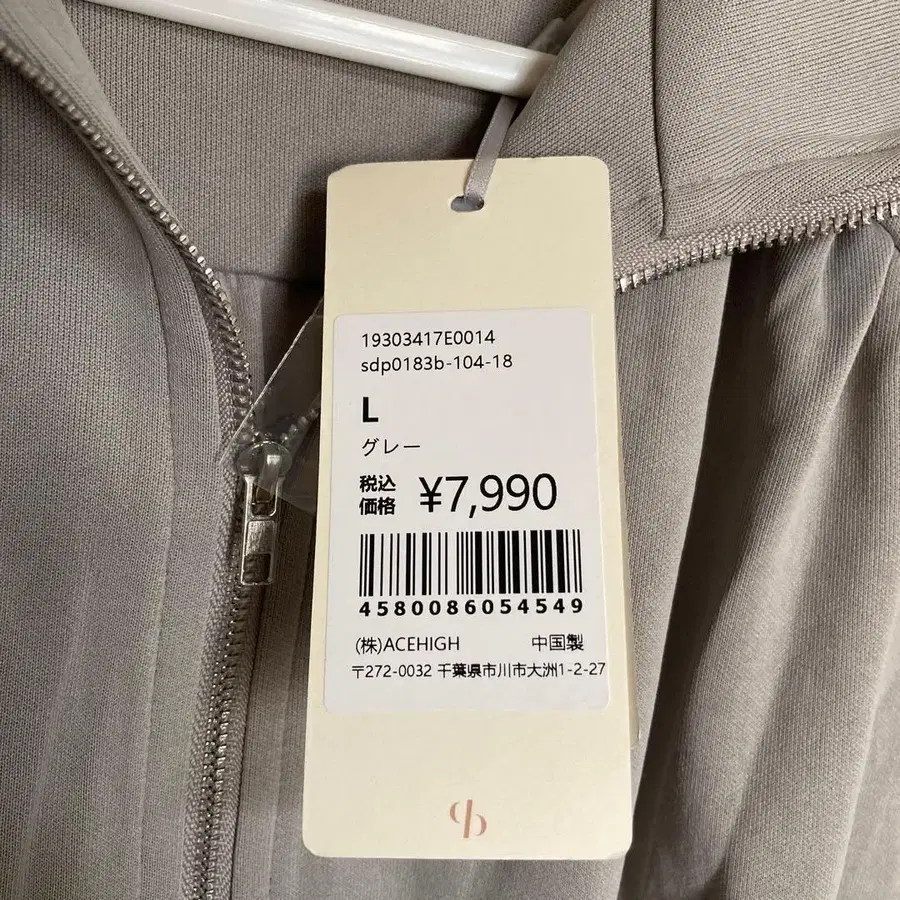 19303417E0014
sdp0183b-104-18
L
グレー
税込
価格 ¥7,990
4580086054549
(株)ACEHIGH 中国製
〒272-0032 千葉県市川市大洲1-2-27